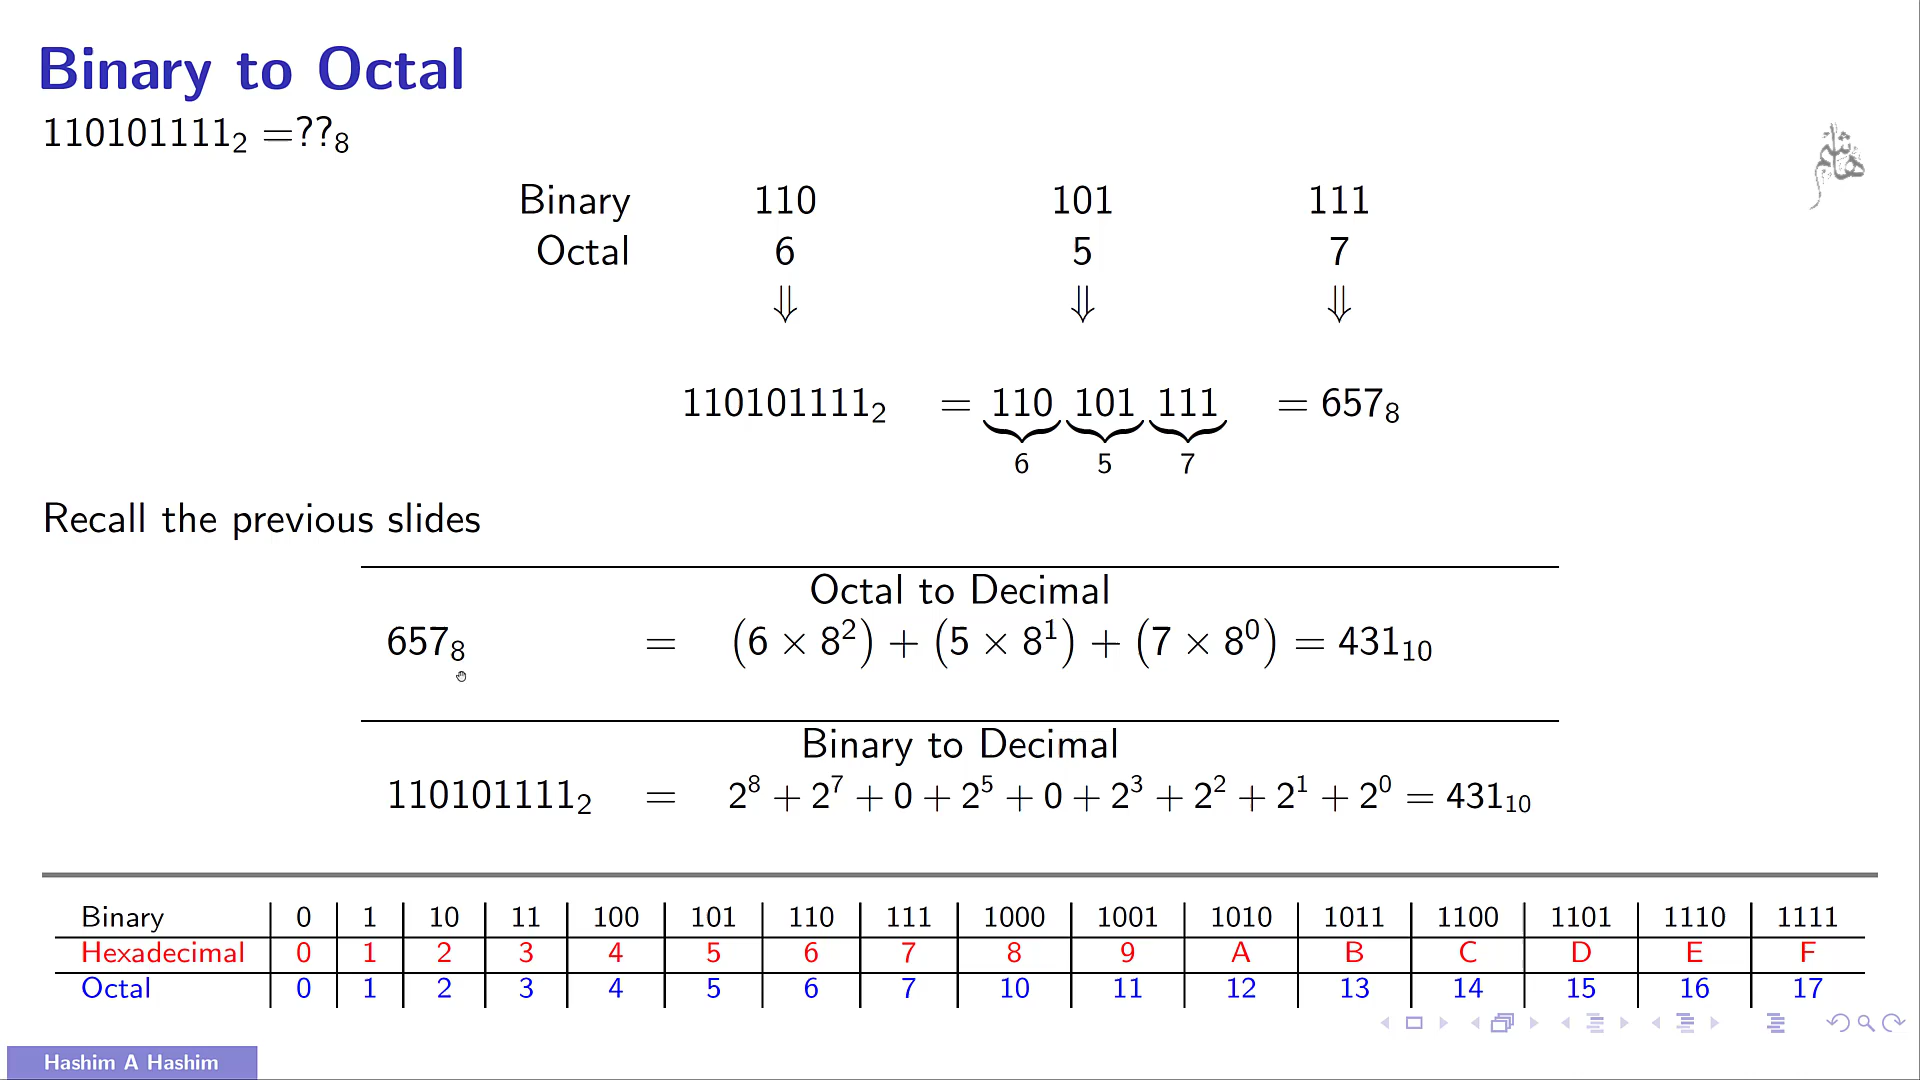 Binary to Octal
110101111₂ =??₈
هاشم
Binary 110 101 111
Octal 6 5 7
⇓ ⇓ ⇓
110101111₂ = 110 101 111 = 657₈
6 5 7
Recall the previous slides
Octal to Decimal
657₈ = (6 × 8²) + (5 × 8¹) + (7 × 8⁰) = 431₁₀
Binary to Decimal
110101111₂ = 2⁸ + 2⁷ + 0 + 2⁵ + 0 + 2³ + 2² + 2¹ + 2⁰ = 431₁₀
Binary 0 1 10 11 100 101 110 111 1000 1001 1010 1011 1100 1101 1110 1111
Hexadecimal 0 1 2 3 4 5 6 7 8 9 A B C D E F
Octal 0 1 2 3 4 5 6 7 10 11 12 13 14 15 16 17
Hashim A Hashim